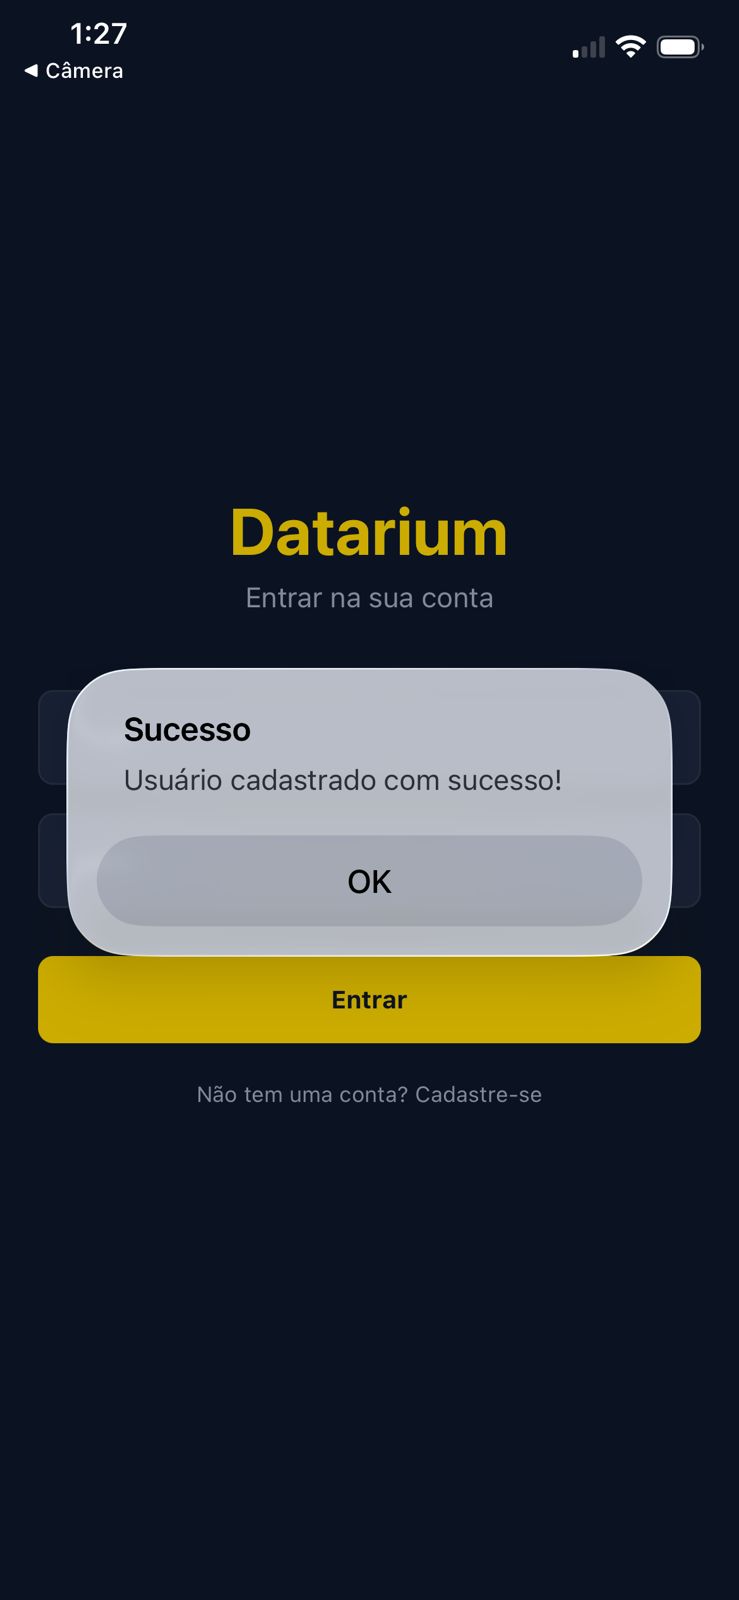 1:27
◀ Câmera
Datarium
Entrar na sua conta
Sucesso
Usuário cadastrado com sucesso!
OK
Entrar
Não tem uma conta? Cadastre-se